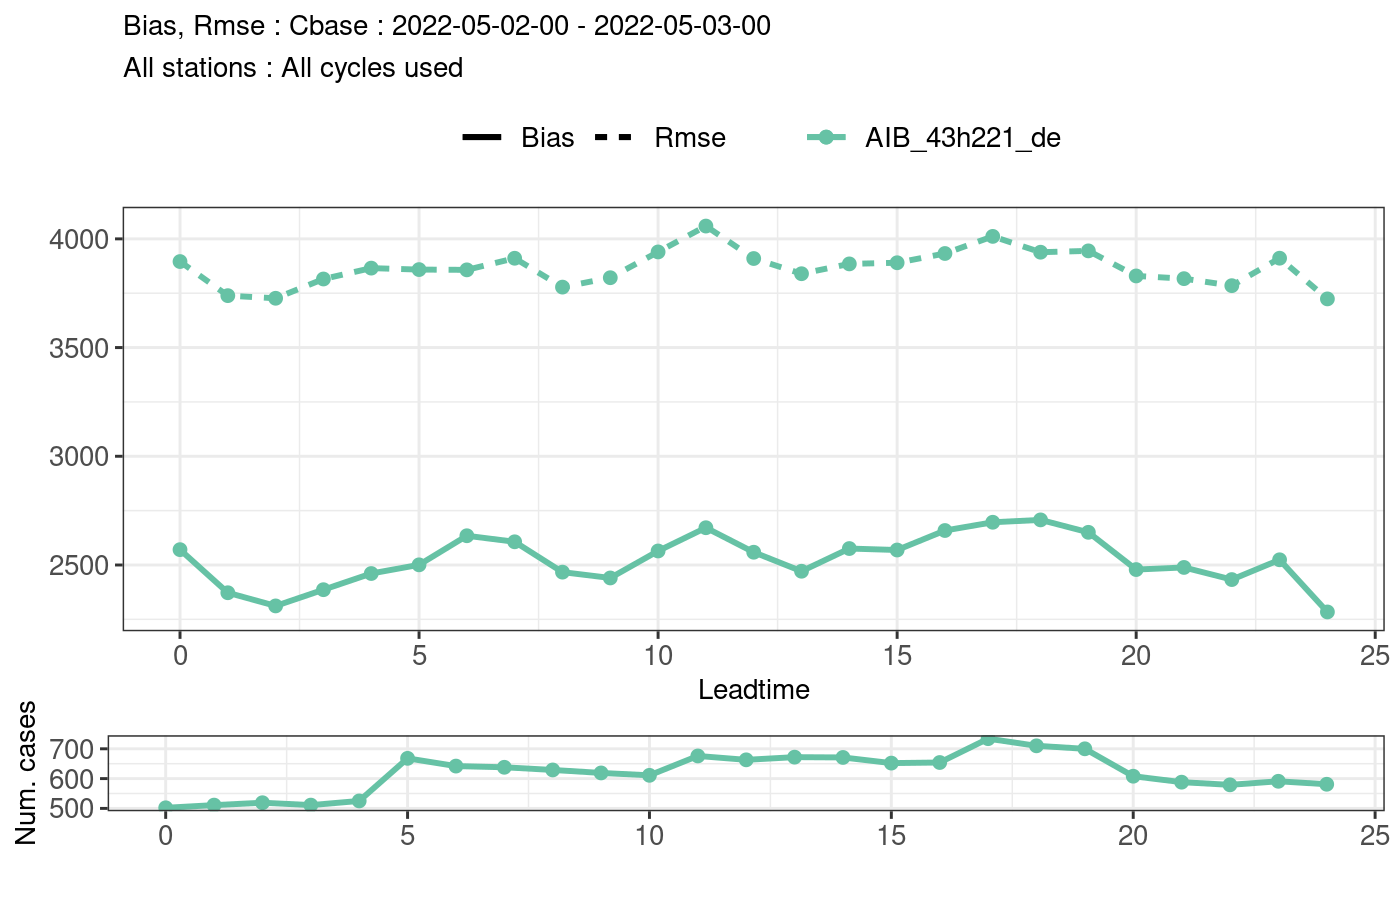 Bias, Rmse : Cbase : 2022-05-02-00 - 2022-05-03-00
All stations : All cycles used
Bias Rmse AIB_43h221_de
4000
3500
3000
2500
0 5 10 15 20 25
Leadtime
Num. cases
700
600
500
0 5 10 15 20 25